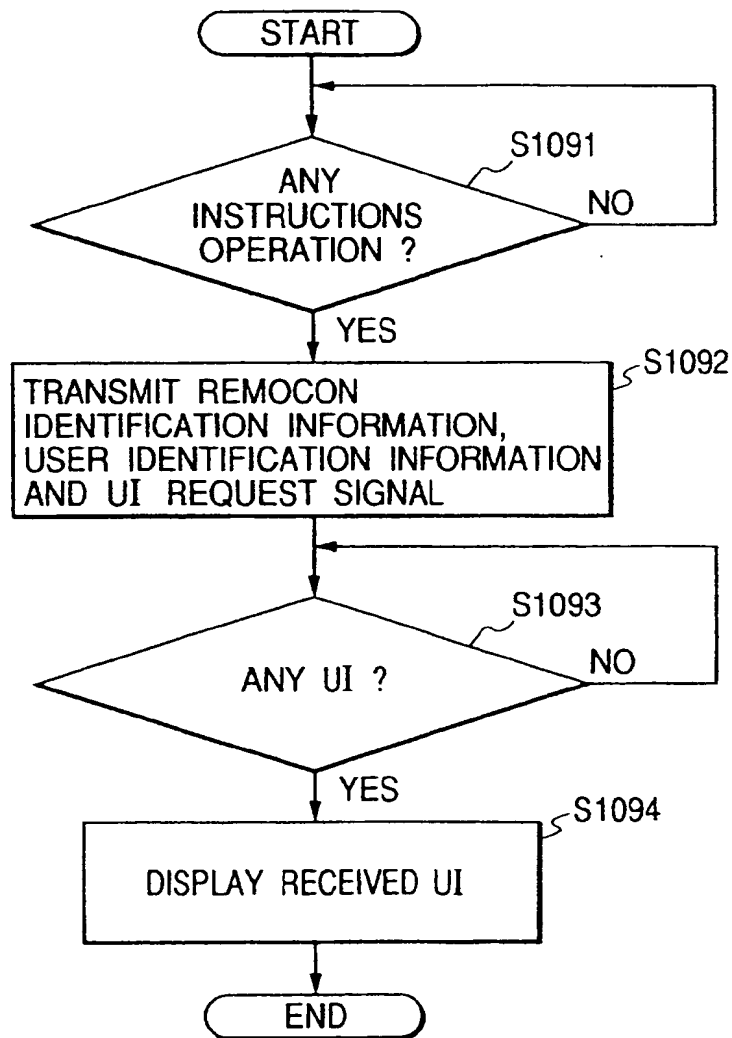 START
S1091
ANY
INSTRUCTIONS
OPERATION ?
NO
YES
S1092
TRANSMIT REMOCON
IDENTIFICATION INFORMATION,
USER IDENTIFICATION INFORMATION
AND UI REQUEST SIGNAL
S1093
ANY UI ?
NO
YES
S1094
DISPLAY RECEIVED UI
END